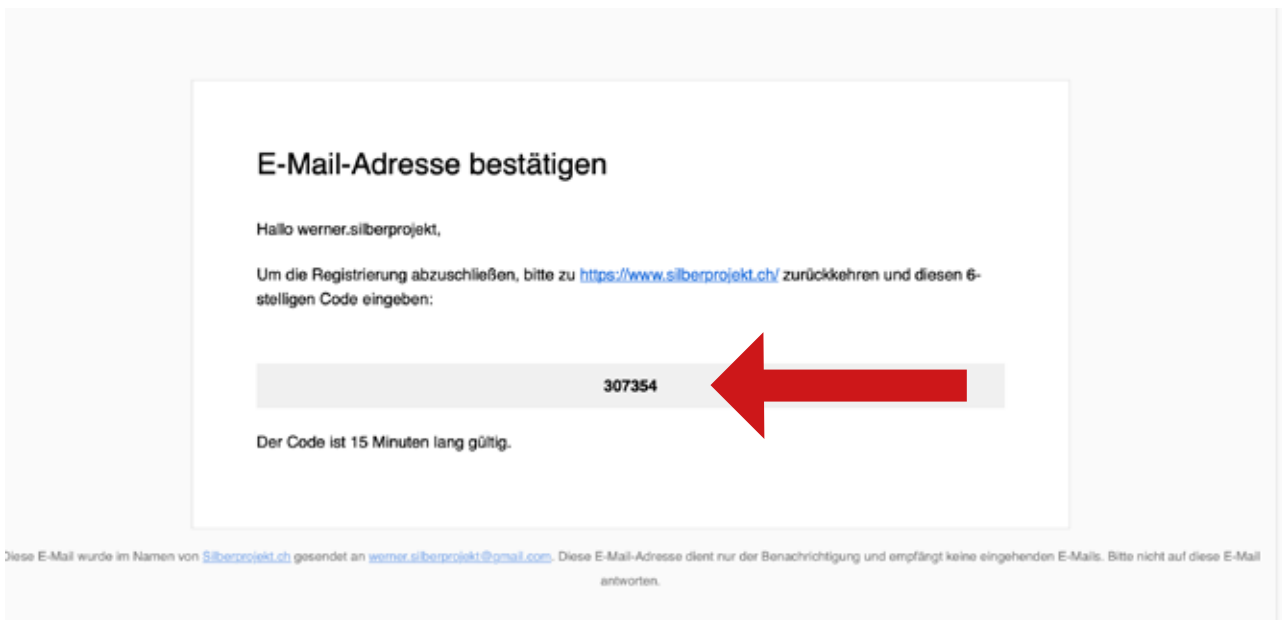 E-Mail-Adresse bestätigen
Hallo werner.silberprojekt,
Um die Registrierung abzuschließen, bitte zu https://www.silberprojekt.ch/ zurückkehren und diesen 6-
stelligen Code eingeben:
307354
Der Code ist 15 Minuten lang gültig.
Diese E-Mail wurde im Namen von Silberprojekt.ch gesendet an werner.silberprojekt@gmail.com. Diese E-Mail-Adresse dient nur der Benachrichtigung und empfängt keine eingehenden E-Mails. Bitte nicht auf diese E-Mail
antworten.